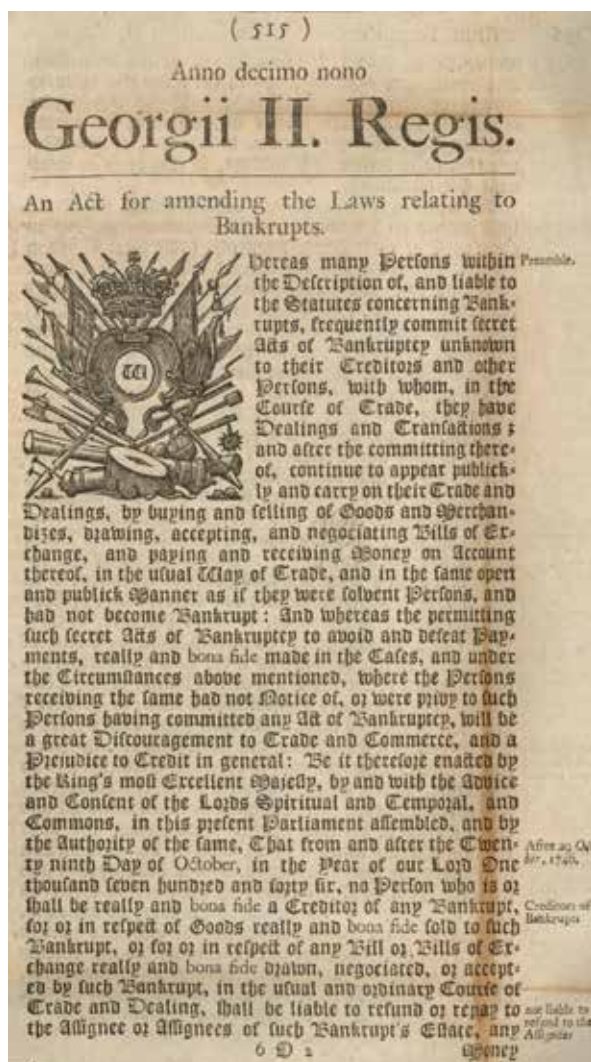 ( 515 )
Anno decimo nono
Georgii II. Regis.
An Act for amending the Laws relating to
Bankrupts.
Whereas many Persons within
Preamble.
the Description of, and liable to
the Statutes concerning Bank-
rupts, frequently commit secret
Acts of Bankruptcy unknown
to their Creditors and other
Persons, with whom, in the
Course of Trade, they have
Dealings and Transactions;
and after the committing there-
of, continue to appear publick-
ly and carry on their Trade and
Dealings, by buying and selling of Goods and Merchan-
dizes, drawing, accepting, and negociating Bills of Ex-
change, and paying and receiving Money on Account
thereof, in the usual Way of Trade, and in the same open
and publick Manner as if they were solvent Persons, and
had not become Bankrupt: And whereas the permitting
such secret Acts of Bankruptcy to avoid and defeat Pay-
ments, really and bona fide made in the Cases, and under
the Circumstances above mentioned, where the Persons
receiving the same had not Notice of, or were privy to such
Persons having committed any Act of Bankruptcy, will be
a great Discouragement to Trade and Commerce, and a
Prejudice to Credit in general: Be it therefore enacted by
the King's most Excellent Majesty, by and with the Advice
and Consent of the Lords Spiritual and Temporal, and
Commons, in this present Parliament assembled, and by
the Authority of the same, That from and after the Twen-
After 29 Octo
ty ninth Day of October, in the Year of our Lord One
ber, 1746.
thousand seven hundred and forty six, no Person who is or
shall be really and bona fide a Creditor of any Bankrupt,
Creditors of
for or in respect of Goods really and bona fide sold to such
Bankrupts
Bankrupt, or for or in respect of any Bill or Bills of Ex-
change really and bona fide drawn, negociated, or accept-
ed by such Bankrupt, in the usual and ordinary Course of
Trade and Dealing, shall be liable to refund or repay to
not liable to
refund to the
the Assignee or Assignees of such Bankrupt's Estate, any
Assignees
6 D 2
Money